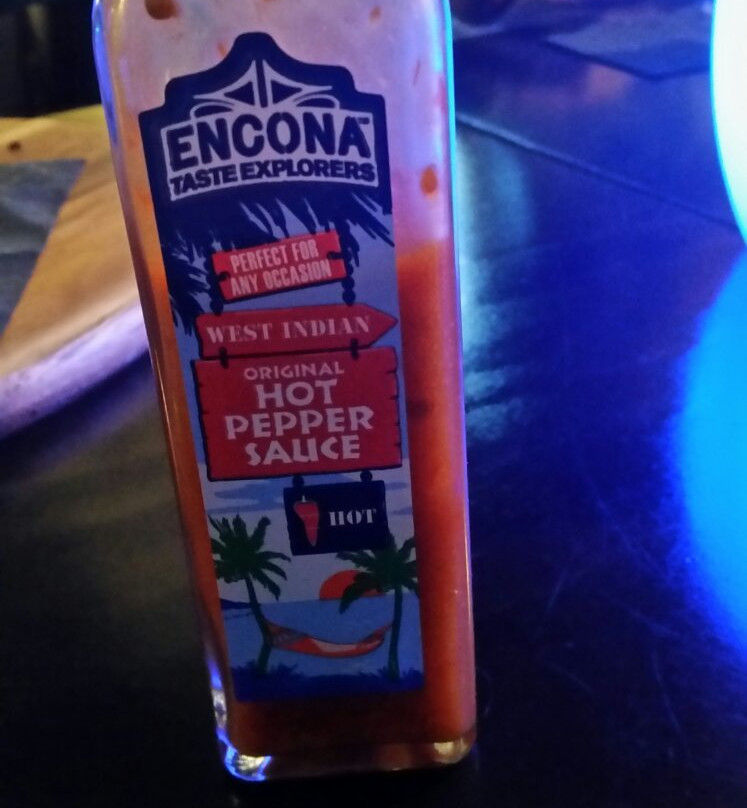 ENCONA
TASTE EXPLORERS
PERFECT FOR
ANY OCCASION
WEST INDIAN
ORIGINAL
HOT
PEPPER
SAUCE
HOT